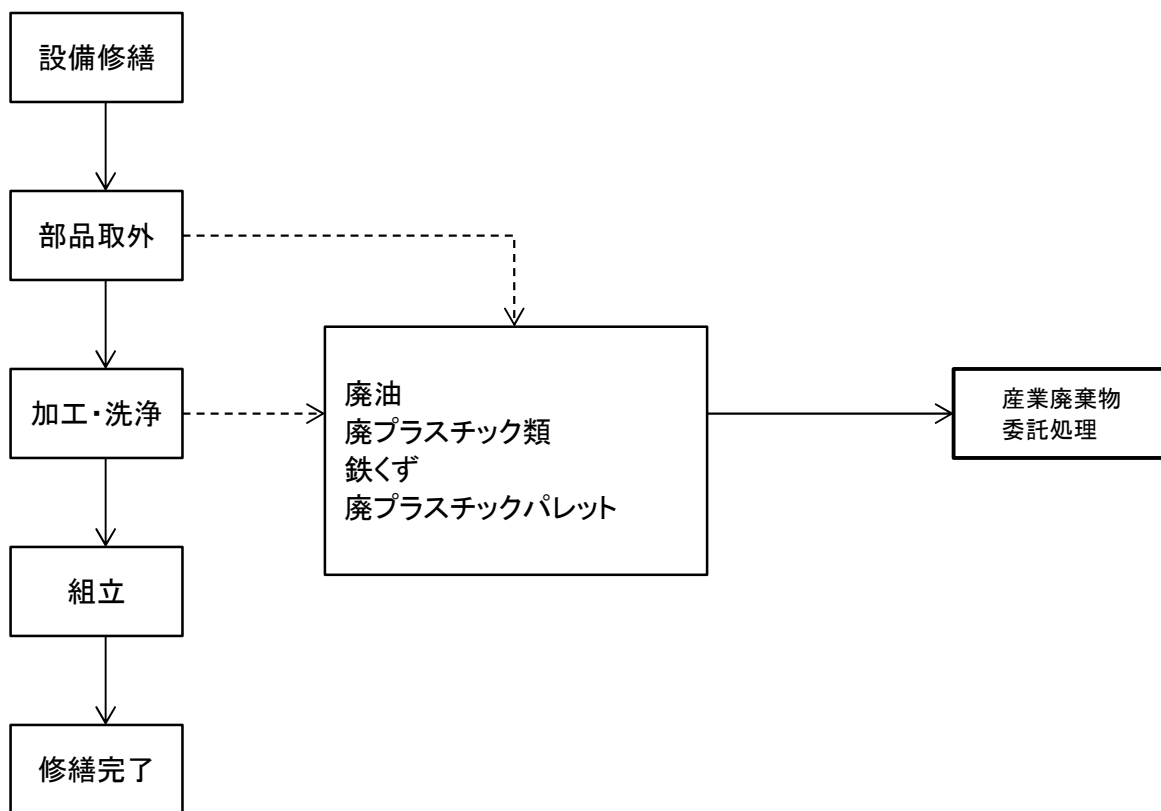 設備修繕
部品取外
加工・洗浄
組立
修繕完了
廃油
廃プラスチック類
鉄くず
廃プラスチックパレット
産業廃棄物
委託処理